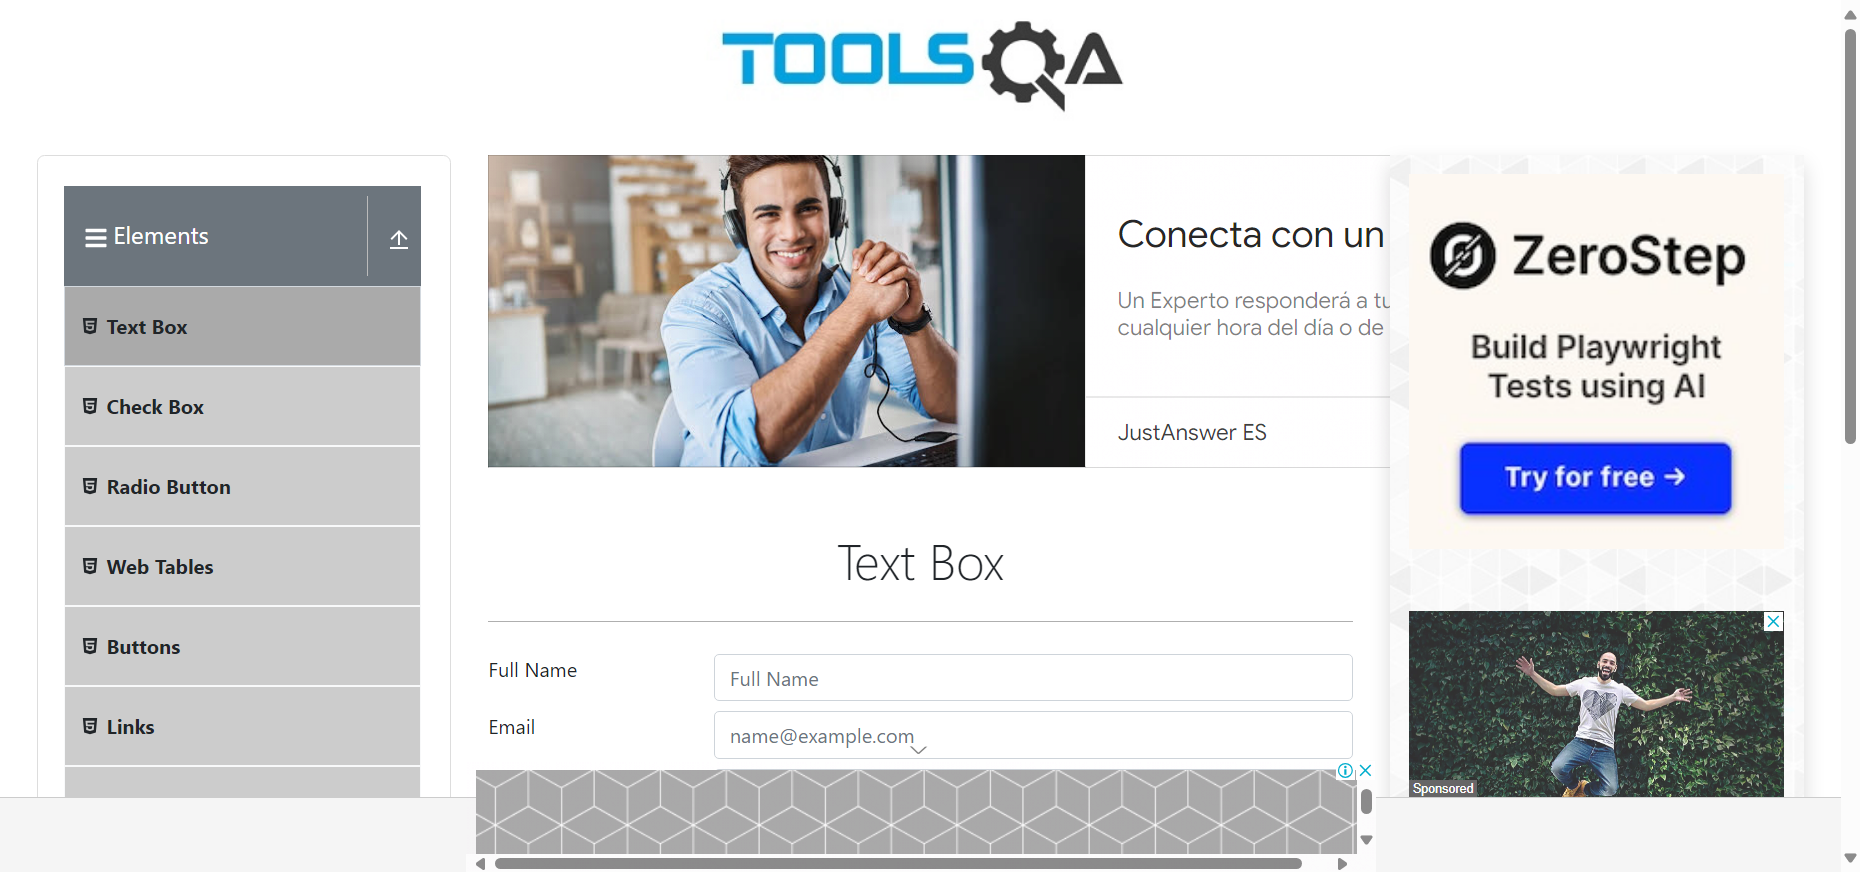 TOOLSQA
Elements
Text Box
Check Box
Radio Button
Web Tables
Buttons
Links
Conecta con un
Un Experto responderá a tu
cualquier hora del día o de
JustAnswer ES
Text Box
Full Name
Full Name
Email
name@example.com
ZeroStep
Build Playwright
Tests using AI
Try for free →
Sponsored